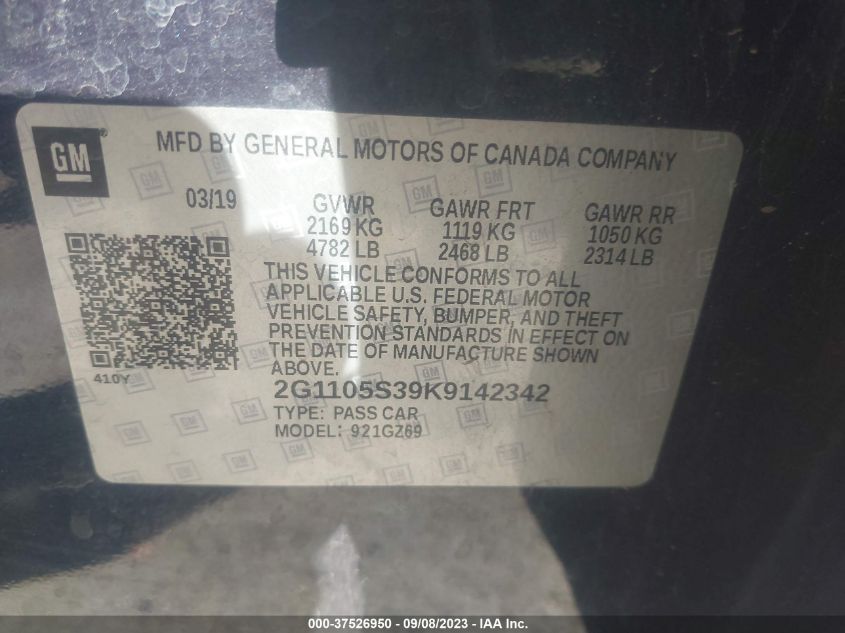 GM
MFD BY GENERAL MOTORS OF CANADA COMPANY
03/19
GVWR
2169 KG
4782 LB
GAWR FRT
1119 KG
2468 LB
GAWR RR
1050 KG
2314 LB
THIS VEHICLE CONFORMS TO ALL
APPLICABLE U.S. FEDERAL MOTOR
VEHICLE SAFETY, BUMPER, AND THEFT
PREVENTION STANDARDS IN EFFECT ON
THE DATE OF MANUFACTURE SHOWN
ABOVE.
410Y
2G1105S39K9142342
TYPE: PASS CAR
MODEL: 921GZ69
000-37526950 - 09/08/2023 - IAA Inc.